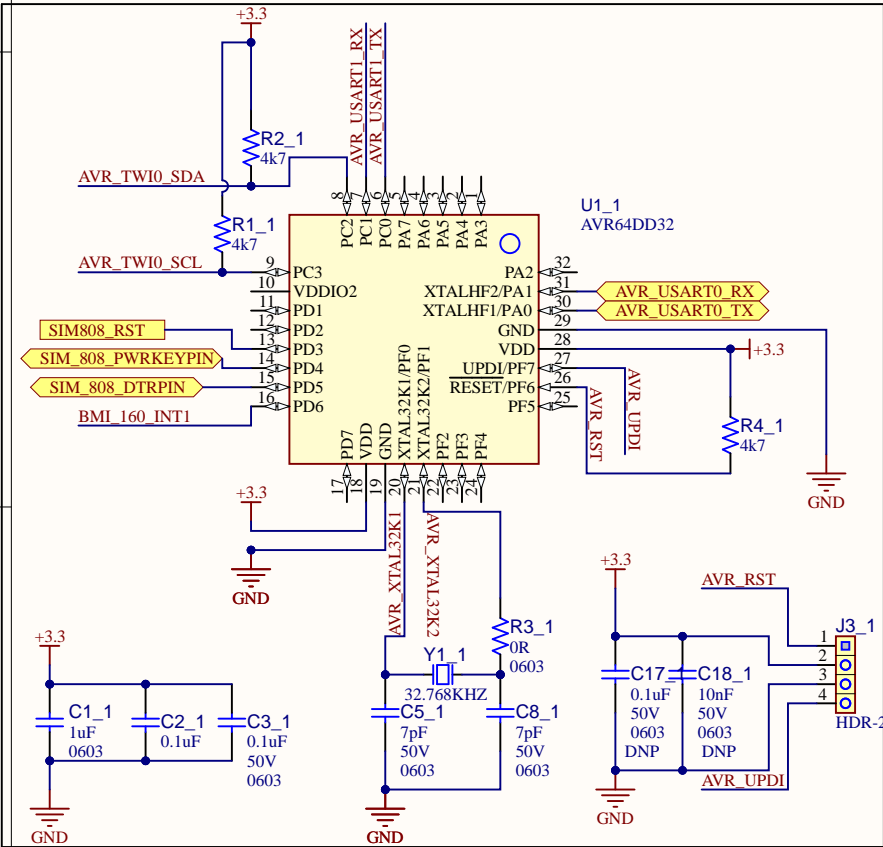 +3.3
AVR_USART1_RX
AVR_USART1_TX
R2_1
4k7
AVR_TWI0_SDA
R1_1
4k7
AVR_TWI0_SCL
8
7
6
5
4
3
2
1
PC2
PC1
PC0
PA7
PA6
PA5
PA4
PA3
U1_1
AVR64DD32
9
PC3
10
VDDIO2
11
PD1
12
PD2
SIM808_RST
13
PD3
SIM_808_PWRKEYPIN
14
PD4
SIM_808_DTRPIN
15
PD5
BMI_160_INT1
16
PD6
PA2
32
XTALHF2/PA1
31
AVR_USART0_RX
XTALHF1/PA0
30
AVR_USART0_TX
GND
29
VDD
28
+3.3
UPDI/PF7
27
RESET/PF6
26
PF5
25
AVR_RST
AVR_UPDI
R4_1
4k7
GND
PD7
VDD
GND
XTAL32K1/PF0
XTAL32K2/PF1
PF2
PF3
PF4
17
18
19
20
21
22
23
24
+3.3
GND
AVR_XTAL32K1
AVR_XTAL32K2
R3_1
0R
0603
Y1_1
32.768KHZ
C5_1
7pF
50V
0603
C8_1
7pF
50V
0603
GND
+3.3
C1_1
1uF
0603
C2_1
0.1uF
C3_1
0.1uF
50V
0603
GND
+3.3
AVR_RST
C17_1
0.1uF
50V
0603
DNP
C18_1
10nF
50V
0603
DNP
J3_1
1
2
3
4
HDR-2
AVR_UPDI
GND